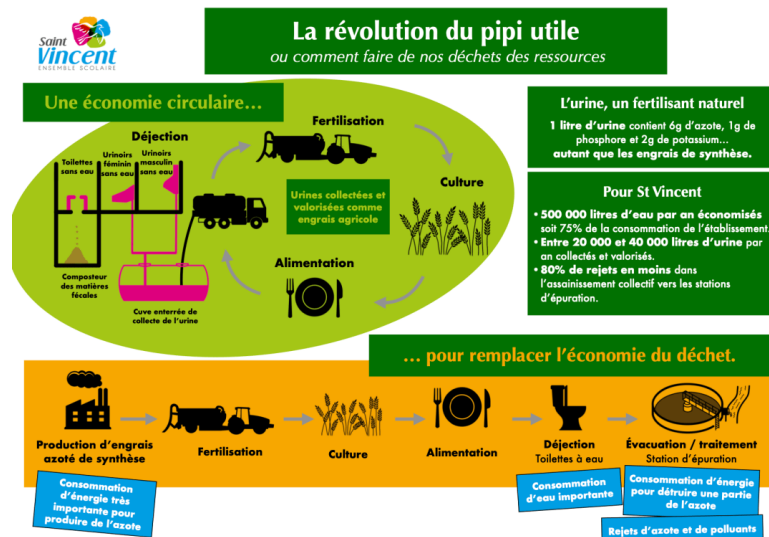 Saint
Vincent
ENSEMBLE SCOLAIRE
La révolution du pipi utile
ou comment faire de nos déchets des ressources
Une économie circulaire…
Déjection
Toilettes
sans eau
Urinoirs
féminin
sans eau
Urinoirs
masculin
sans eau
Composteur
des matières
fécales
Cuve enterrée de
collecte de l'urine
Fertilisation
Urines collectées et
valorisées comme
engrais agricole
Culture
Alimentation
L'urine, un fertilisant naturel
1 litre d'urine contient 6g d'azote, 1g de
phosphore et 2g de potassium…
autant que les engrais de synthèse.
Pour St Vincent
• 500 000 litres d'eau par an économisés
soit 75% de la consommation de l'établissement.
• Entre 20 000 et 40 000 litres d'urine par
an collectés et valorisés.
• 80% de rejets en moins dans
l'assainissement collectif vers les stations
d'épuration.
… pour remplacer l'économie du déchet.
Production d'engrais
azoté de synthèse
Fertilisation
Culture
Alimentation
Déjection
Toilettes à eau
Évacuation / traitement
Station d'épuration
Consommation
d'énergie très
importante pour
produire de l'azote
Consommation
d'eau importante
Consommation d'énergie
pour détruire une partie
de l'azote
Rejets d'azote et de polluants